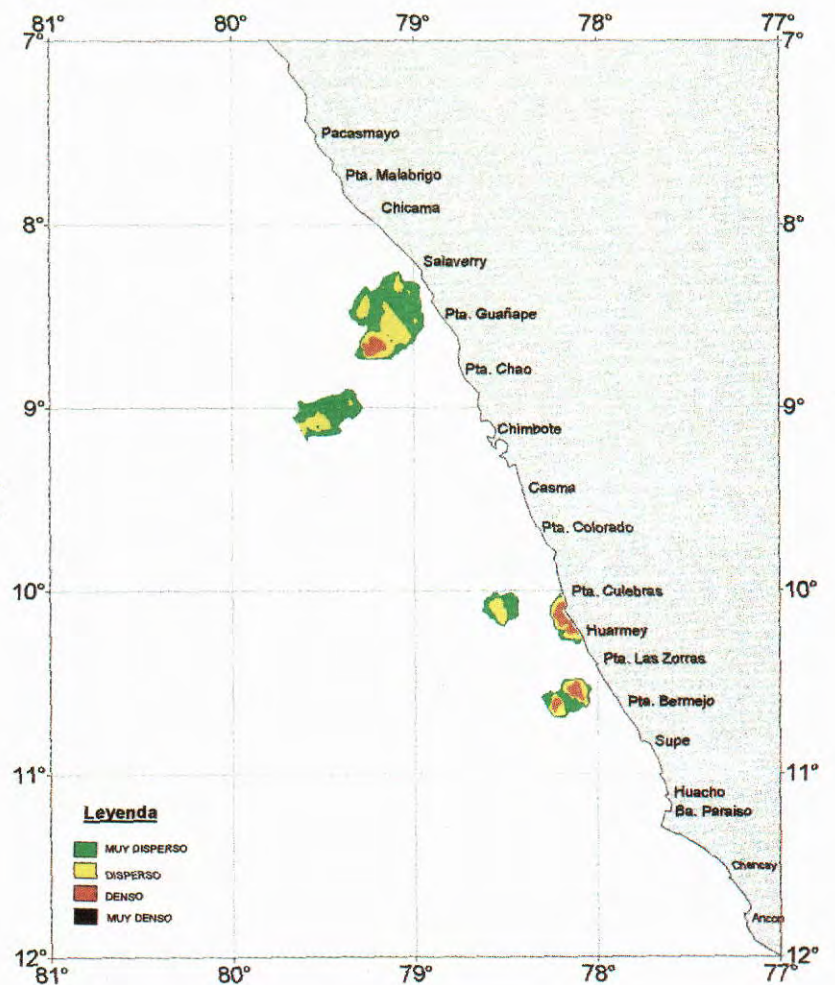 81° 80° 79° 78° 77°
7° 7°
Pacasmayo
Pta. Malabrigo
Chicama
8° 8°
Salaverry
Pta. Guañape
Pta. Chao
9° 9°
Chimbote
Casma
Pta. Colorado
10° 10°
Pta. Culebras
Huarmey
Pta. Las Zorras
Pta. Bermejo
Supe
11° 11°
Huacho
Ba. Paraiso
Leyenda
MUY DISPERSO
DISPERSO
DENSO
MUY DENSO
Chancay
Ancon
12° 12°
81° 80° 79° 78° 77°